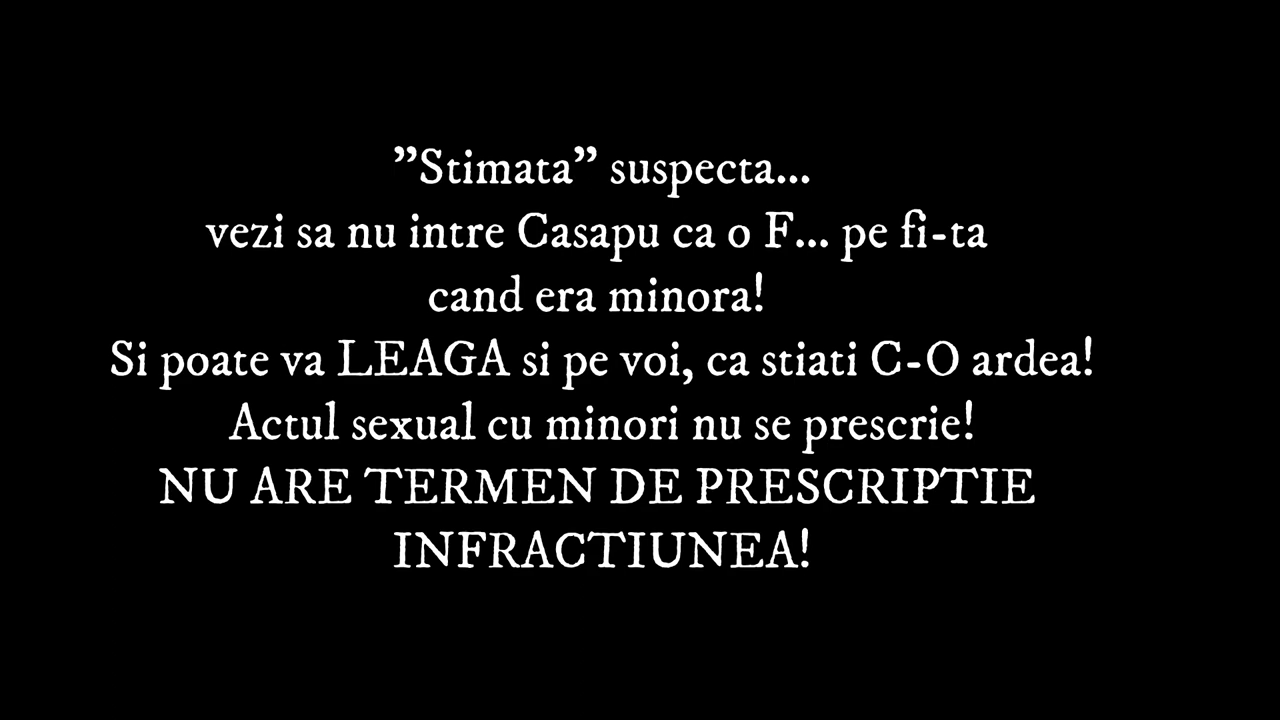 ”Stimata” suspecta...
vezi sa nu intre Casapu ca o F... pe fi-ta
cand era minora!
Si poate va LEAGA si pe voi, ca stiati C-O ardea!
Actul sexual cu minori nu se prescrie!
NU ARE TERMEN DE PRESCRIPTIE
INFRACTIUNEA!